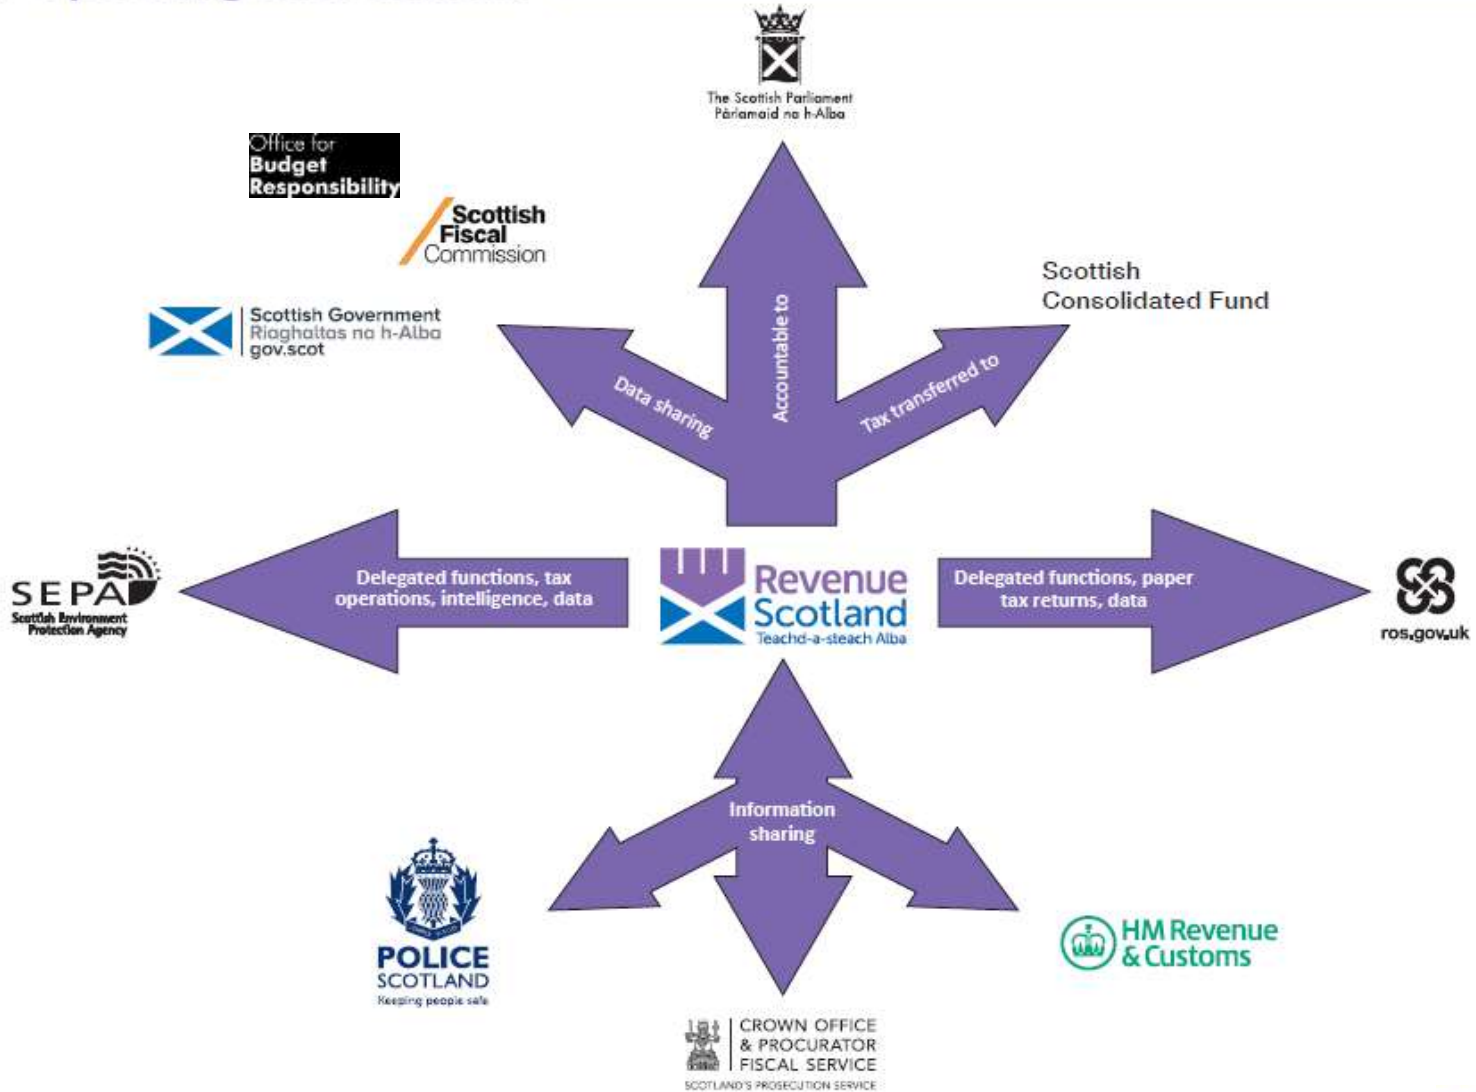 The Scottish Parliament
Pàrlamaid na h-Alba
Office for
Budget
Responsibility
Scottish
Fiscal
Commission
Scottish
Consolidated Fund
Scottish Government
Riaghaltas na h-Alba
gov.scot
Accountable to
Data sharing
Tax transferred to
SEPA
Scottish Environment
Protection Agency
Delegated functions, tax
operations, intelligence, data
Revenue
Scotland
Teachd-a-steach Alba
Delegated functions, paper
tax returns, data
ros.gov.uk
Information
sharing
POLICE
SCOTLAND
Keeping people safe
HM Revenue
& Customs
CROWN OFFICE
& PROCURATOR
FISCAL SERVICE
SCOTLAND'S PROSECUTION SERVICE